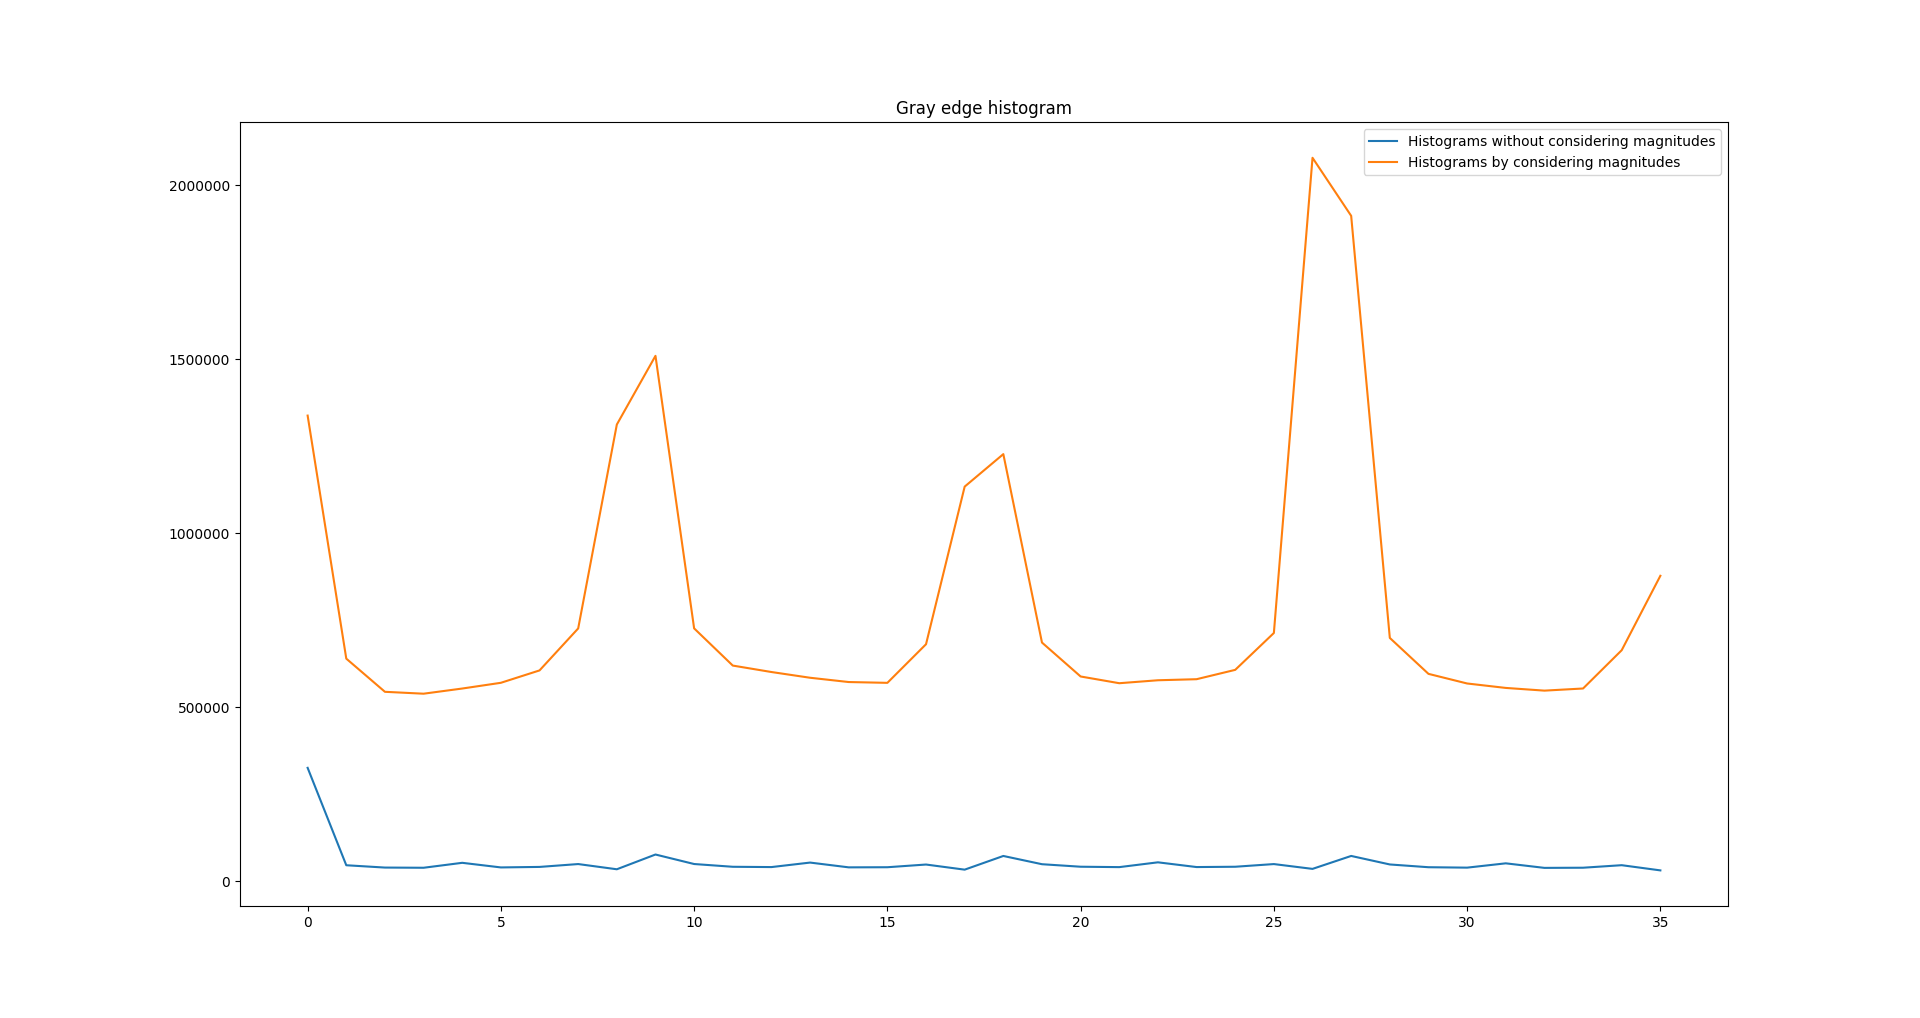 Gray edge histogram
Histograms without considering magnitudes
Histograms by considering magnitudes
2000000
1500000
1000000
500000
0
0 5 10 15 20 25 30 35